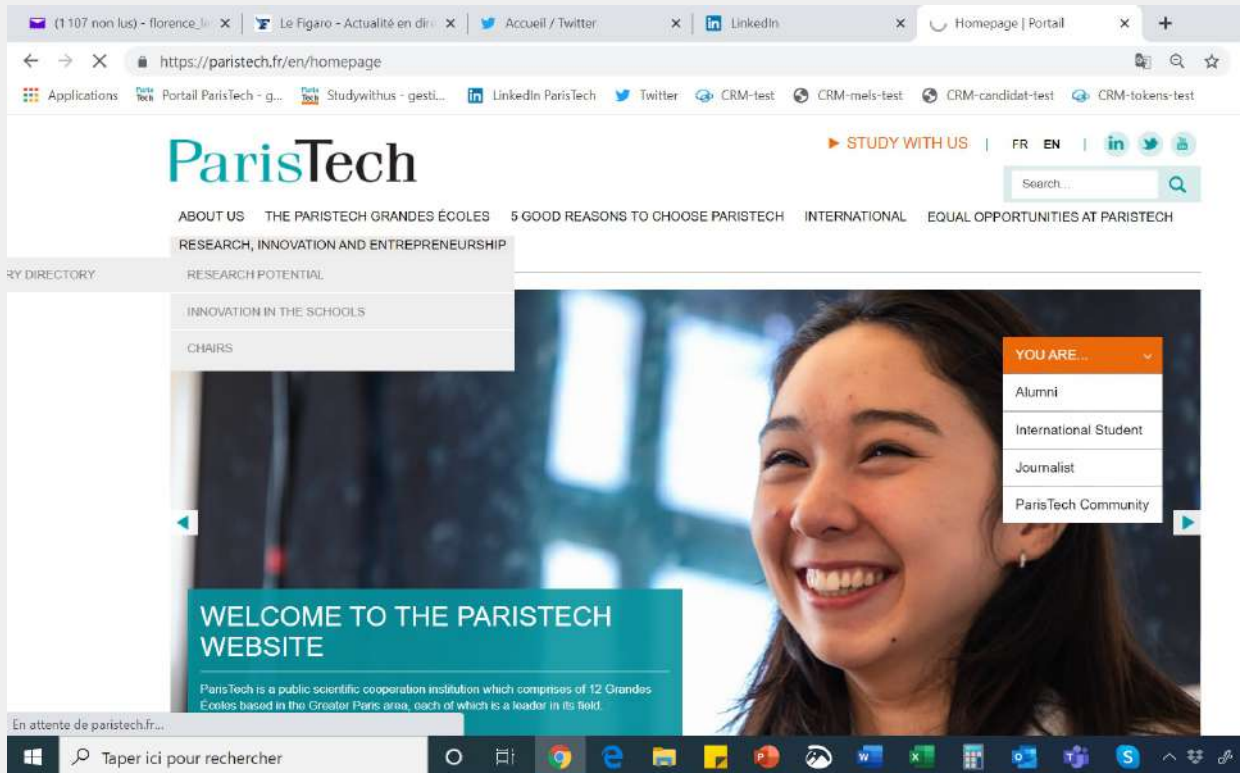 (1 107 non lus) - florence_le
Le Figaro - Actualité en dire
Accueil / Twitter
LinkedIn
Homepage | Portail
https://paristech.fr/en/homepage
Applications
Portail ParisTech - g...
Studywithus - gesti...
LinkedIn ParisTech
Twitter
CRM-test
CRM-mels-test
CRM-candidat-test
CRM-tokens-test
ParisTech
STUDY WITH US | FR EN |
Search...
ABOUT US THE PARISTECH GRANDES ÉCOLES 5 GOOD REASONS TO CHOOSE PARISTECH INTERNATIONAL EQUAL OPPORTUNITIES AT PARISTECH
RESEARCH, INNOVATION AND ENTREPRENEURSHIP
RY DIRECTORY
RESEARCH POTENTIAL
INNOVATION IN THE SCHOOLS
CHAIRS
YOU ARE...
Alumni
International Student
Journalist
ParisTech Community
WELCOME TO THE PARISTECH
WEBSITE
ParisTech is a public scientific cooperation institution which comprises of 12 Grandes
Écoles based in the Greater Paris area, each of which is a leader in its field.
En attente de paristech.fr...
Taper ici pour rechercher